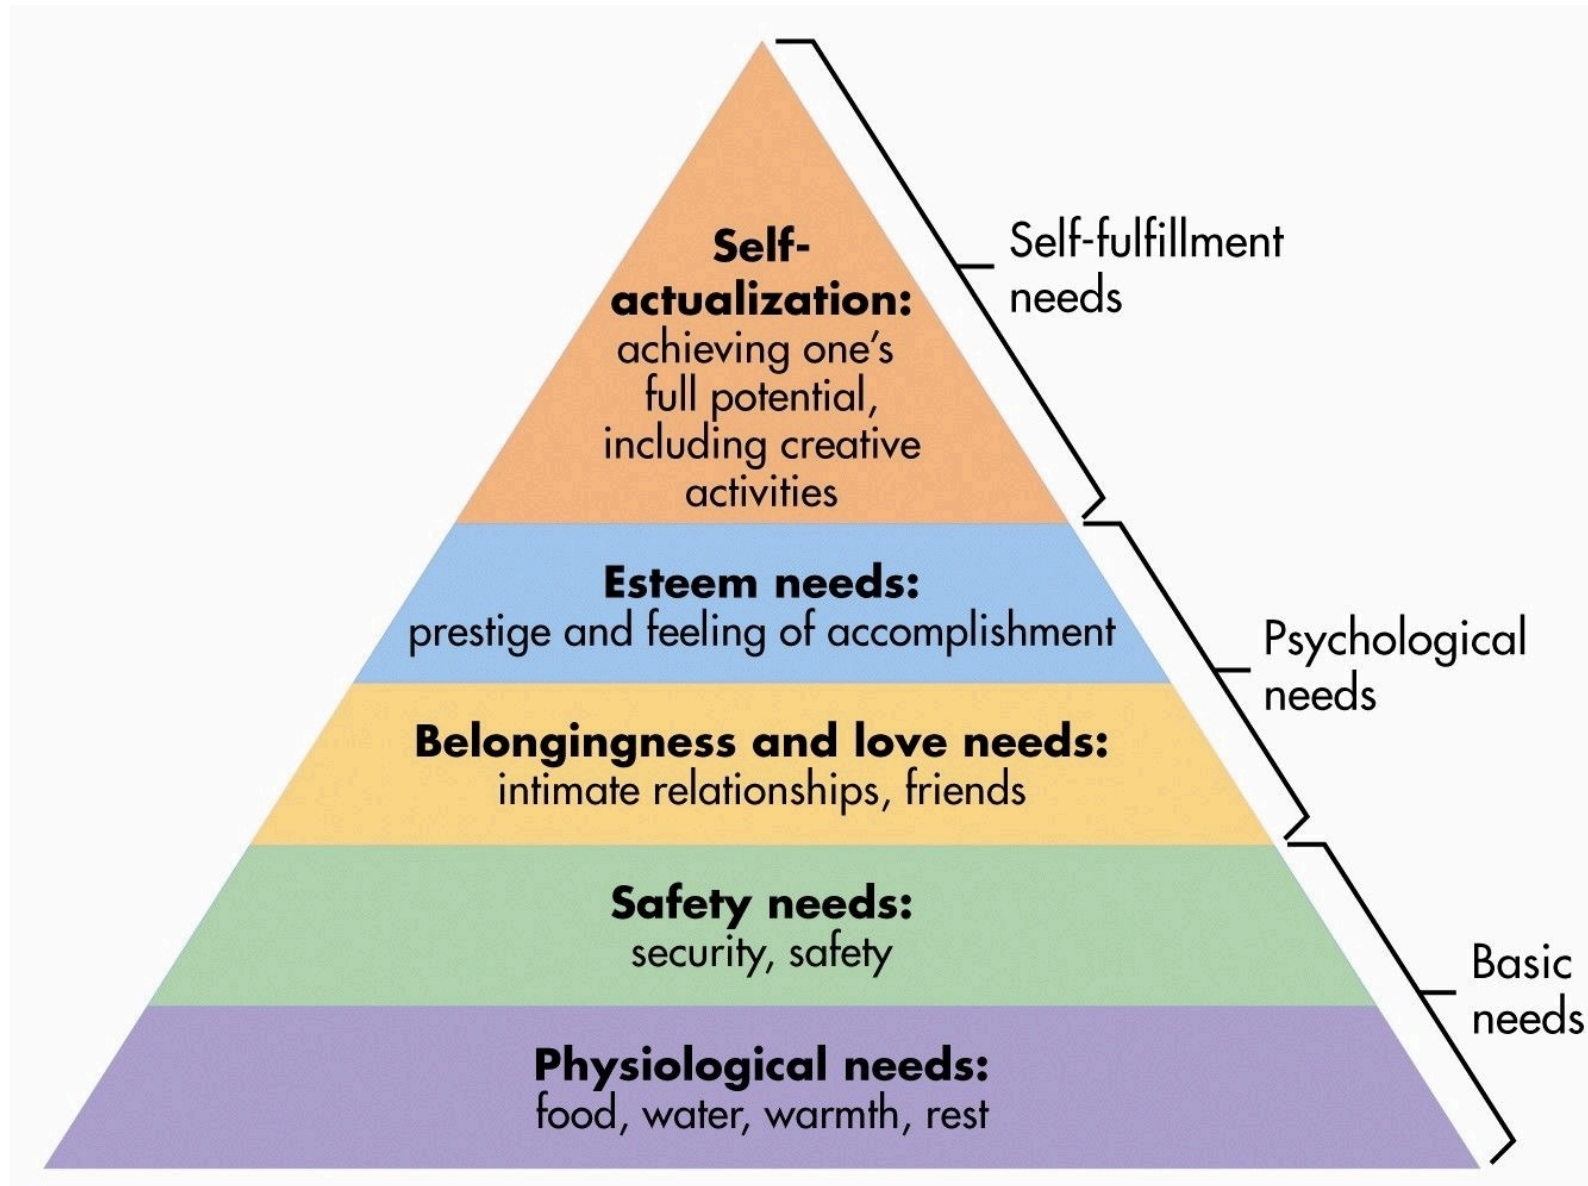 Self-
actualization:
achieving one’s
full potential,
including creative
activities
Self-fulfillment
needs
Esteem needs:
prestige and feeling of accomplishment
Psychological
needs
Belongingness and love needs:
intimate relationships, friends
Safety needs:
security, safety
Basic
needs
Physiological needs:
food, water, warmth, rest